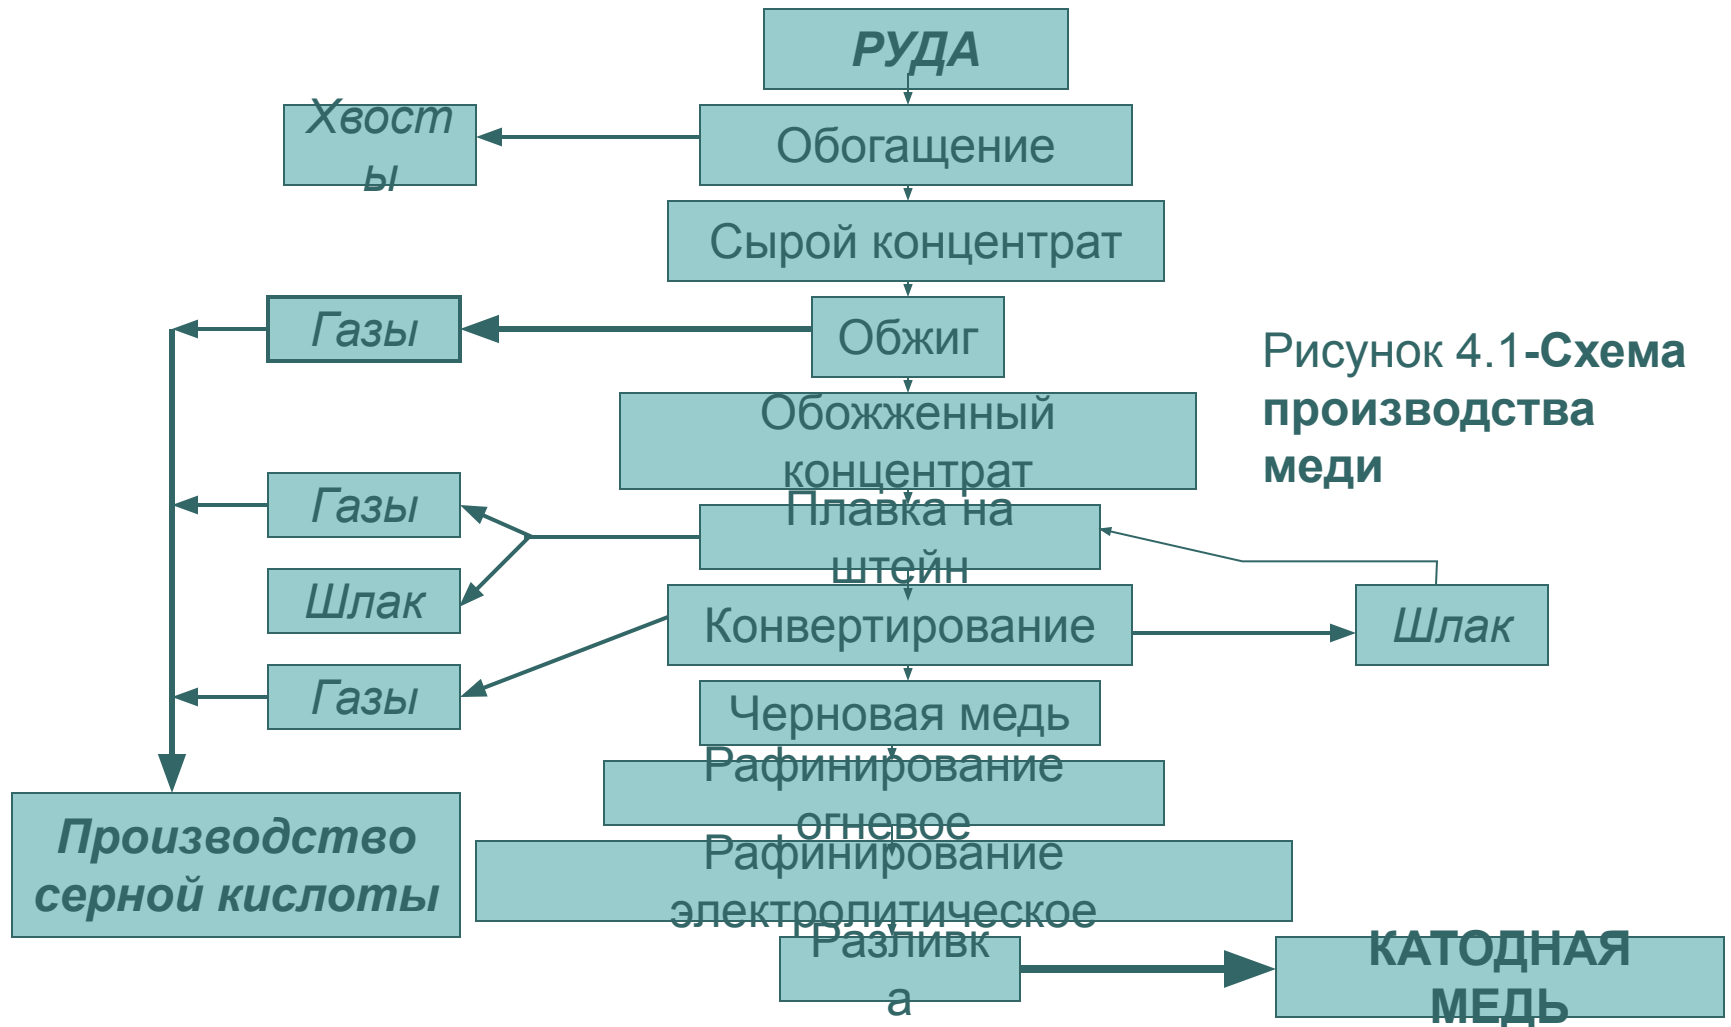 РУДА
Хвост
ы
Обогащение
Сырой концентрат
Газы
Обжиг
Рисунок 4.1-Схема
производства
меди
Обожженный
концентрат
Газы
Плавка на
штейн
Шлак
Конвертирование
Шлак
Газы
Черновая медь
Рафинирование
огневое
Производство
серной кислоты
Рафинирование
электролитическое
Разливк
а
КАТОДНАЯ
МЕДЬ